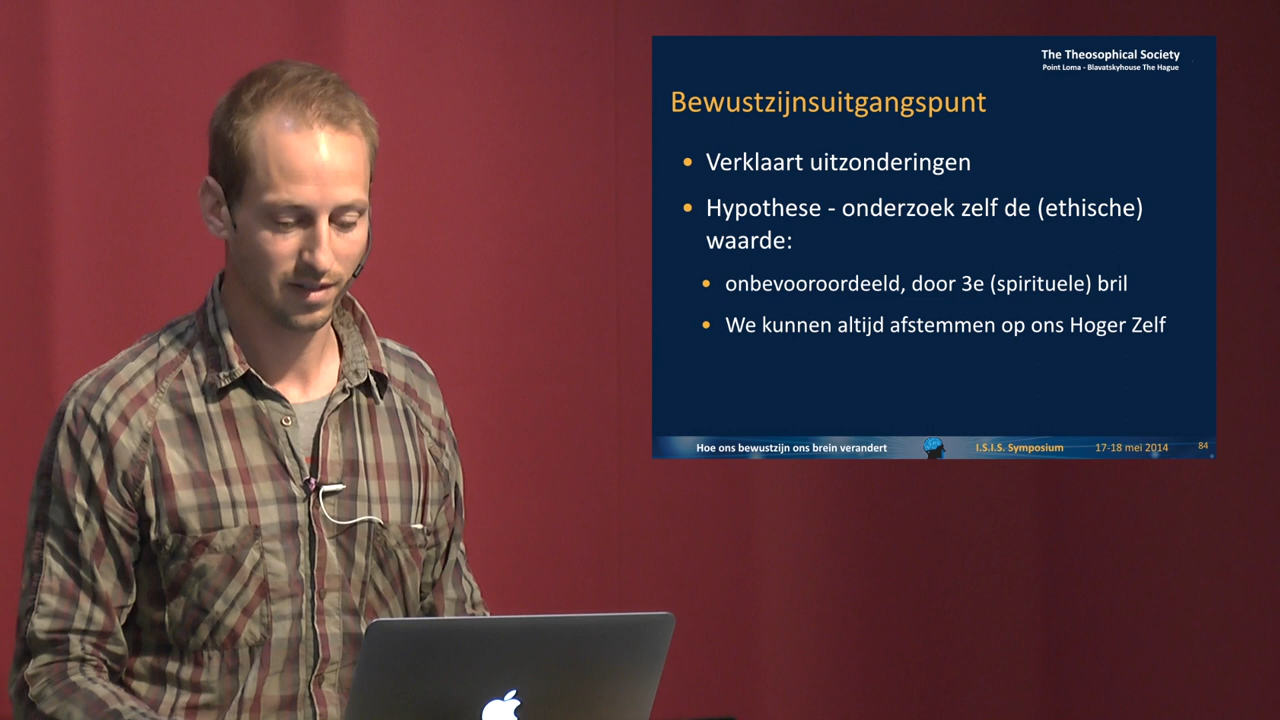 The Theosophical Society
Point Loma - Blavatskyhouse The Hague
Bewustzijnsuitgangspunt
• Verklaart uitzonderingen
• Hypothese - onderzoek zelf de (ethische)
waarde:
• onbevooroordeeld, door 3e (spirituele) bril
• We kunnen altijd afstemmen op ons Hoger Zelf
Hoe ons bewustzijn ons brein verandert I.S.I.S. Symposium 17-18 mei 2014 84